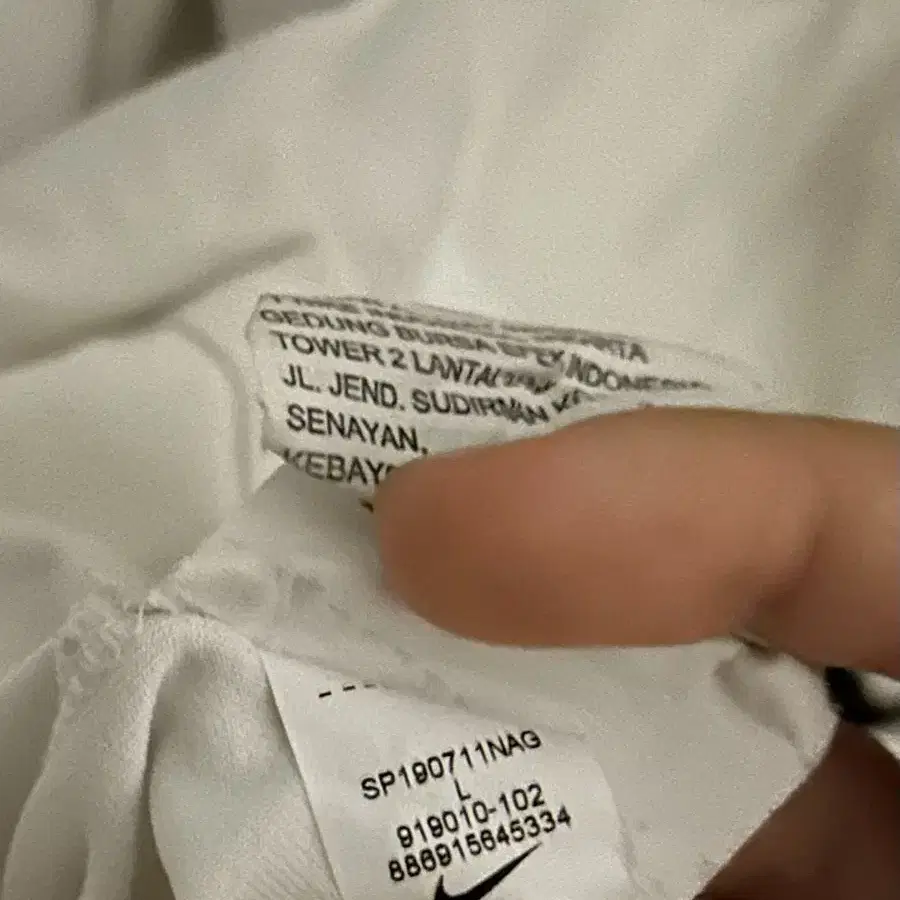 GEDUNG BURSA EFEK INDONESIA
TOWER 2 LANTAI
JL. JEND. SUDIRMAN
SENAYAN,
SP190711NAG
L
919010-102
886915645334